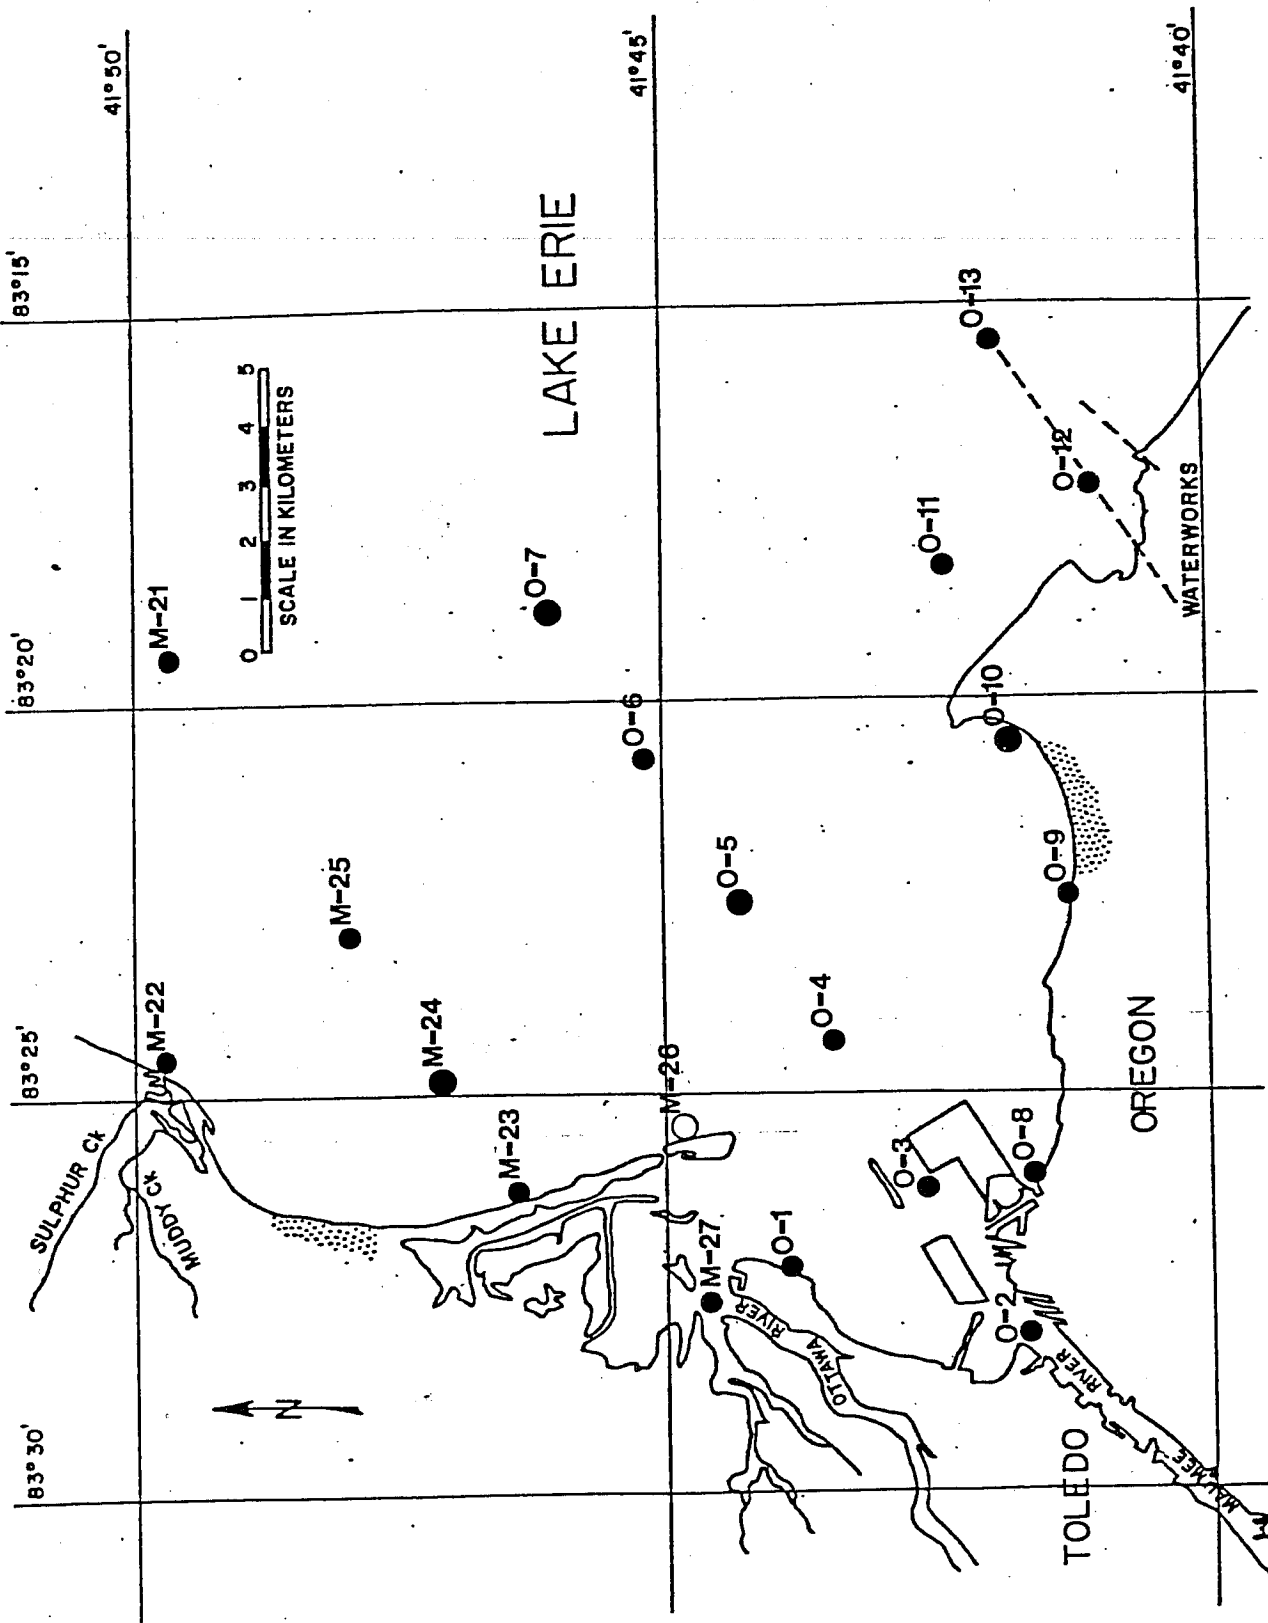 83°30'
83°25'
83°20'
83°15'
41°50'
41°45'
41°40'
SULPHUR CK
MUDDY CK
N
M-22
M-21
M-25
M-24
M-23
0 1 2 3 4 5
SCALE IN KILOMETERS
LAKE ERIE
M-26
M-27
O-7
O-6
O-5
O-4
O-1
OTTAWA
RIVER
O-3
O-2
O-8
O-9
O-10
O-11
O-12
O-13
TOLEDO
MAUMEE
RIVER
OREGON
WATERWORKS